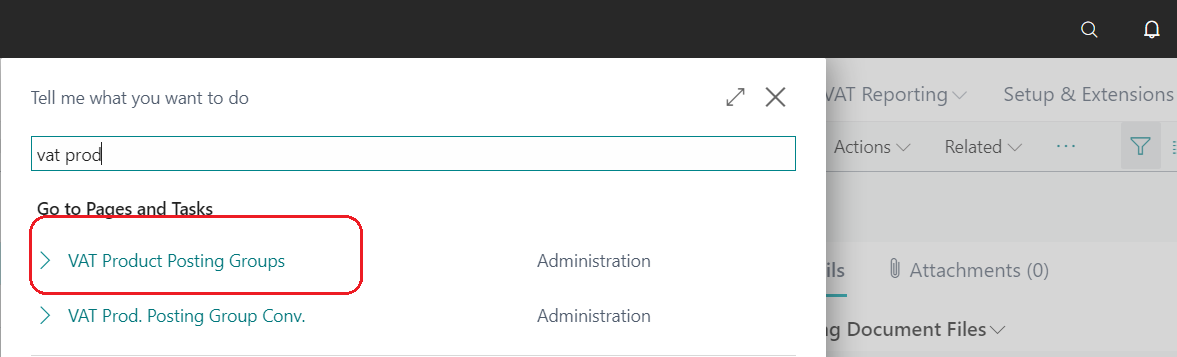 Tell me what you want to do
VAT Reporting
Setup & Extensions
vat prod
Actions
Related
Go to Pages and Tasks
VAT Product Posting Groups
Administration
Attachments (0)
VAT Prod. Posting Group Conv.
Administration
Document Files